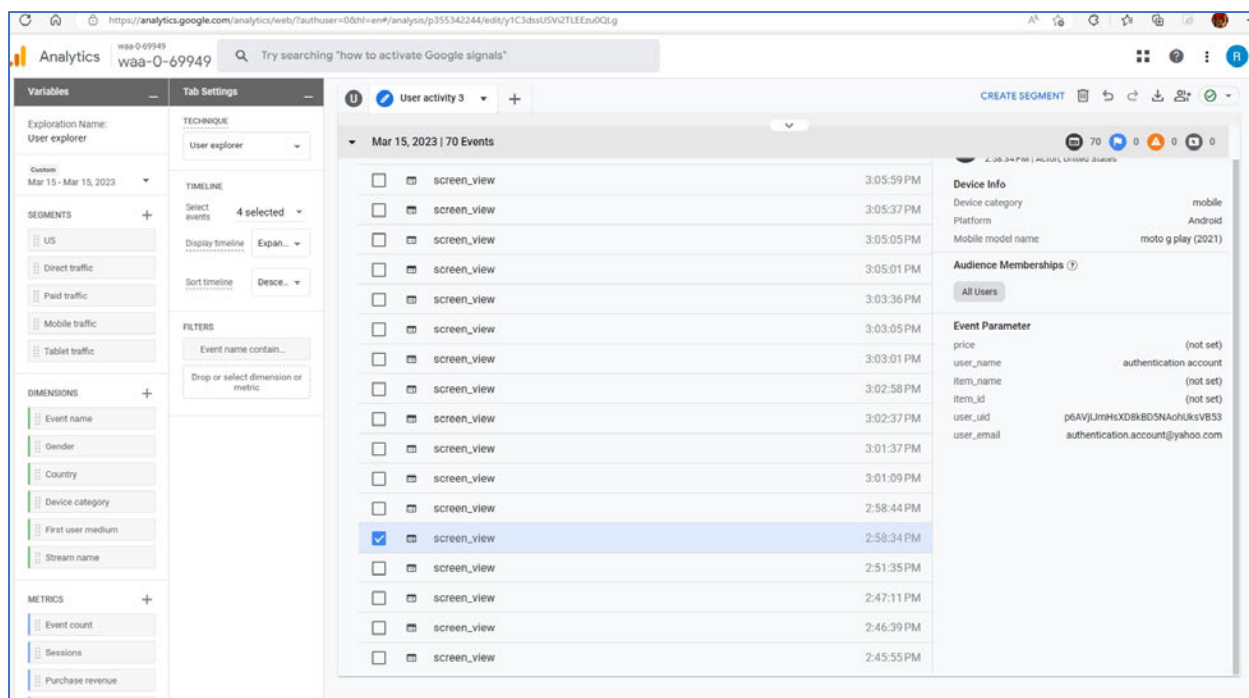 https://analytics.google.com/analytics/web/?authuser=0&hl=en#/analysis/p355342244/edit/y1C3dssUSVi2TLEEzu0QLg
Analytics
waa-0-69949
waa-0-69949
Try searching "how to activate Google signals"
R
Variables
Exploration Name:
User explorer
Custom
Mar 15 - Mar 15, 2023
SEGMENTS
US
Direct traffic
Paid traffic
Mobile traffic
Tablet traffic
DIMENSIONS
Event name
Gender
Country
Device category
First user medium
Stream name
METRICS
Event count
Sessions
Purchase revenue
Tab Settings
TECHNIQUE
User explorer
TIMELINE
Select events 4 selected
Display timeline Expan...
Sort timeline Desce...
FILTERS
Event name contain...
Drop or select dimension or
metric
U User activity 3
CREATE SEGMENT
Mar 15, 2023 | 70 Events
70 0 0 0
screen_view 3:05:59 PM
screen_view 3:05:37 PM
screen_view 3:05:05 PM
screen_view 3:05:01 PM
screen_view 3:03:36 PM
screen_view 3:03:05 PM
screen_view 3:03:01 PM
screen_view 3:02:58 PM
screen_view 3:02:37 PM
screen_view 3:01:37 PM
screen_view 3:01:09 PM
screen_view 2:58:44 PM
screen_view 2:58:34 PM
screen_view 2:51:35 PM
screen_view 2:47:11 PM
screen_view 2:46:39 PM
screen_view 2:45:55 PM
2:58:34 PM | Acton, United States
Device Info
Device category mobile
Platform Android
Mobile model name moto g play (2021)
Audience Memberships
All Users
Event Parameter
price (not set)
user_name authentication account
item_name (not set)
item_id (not set)
user_uid
user_email authentication.account@yahoo.com